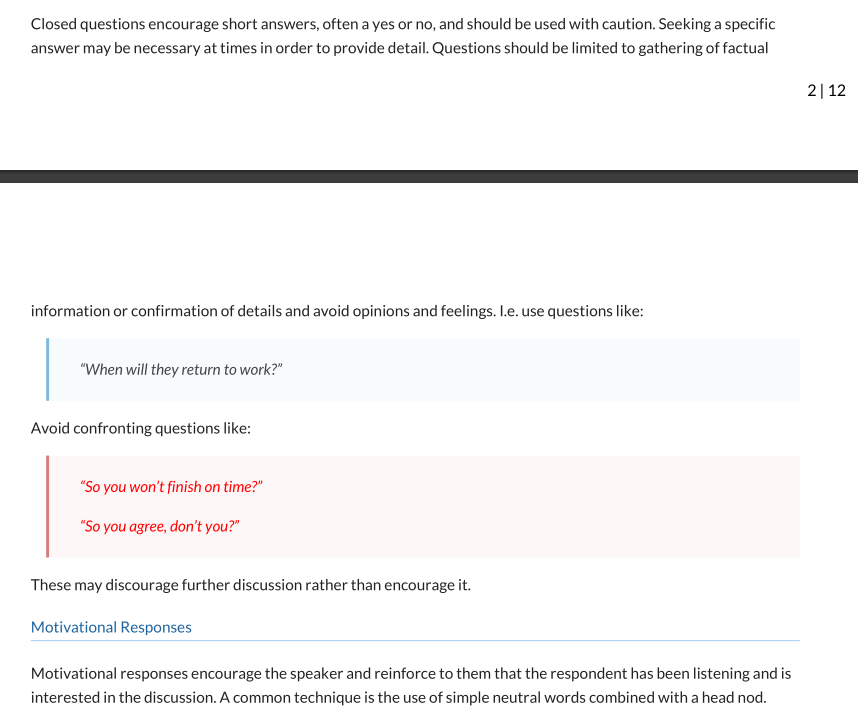 Closed questions encourage short answers, often a yes or no, and should be used with caution. Seeking a specific
answer may be necessary at times in order to provide detail. Questions should be limited to gathering of factual
2 | 12
information or confirmation of details and avoid opinions and feelings. I.e. use questions like:
“When will they return to work?”
Avoid confronting questions like:
“So you won’t finish on time?”
“So you agree, don’t you?”
These may discourage further discussion rather than encourage it.
Motivational Responses
Motivational responses encourage the speaker and reinforce to them that the respondent has been listening and is
interested in the discussion. A common technique is the use of simple neutral words combined with a head nod.